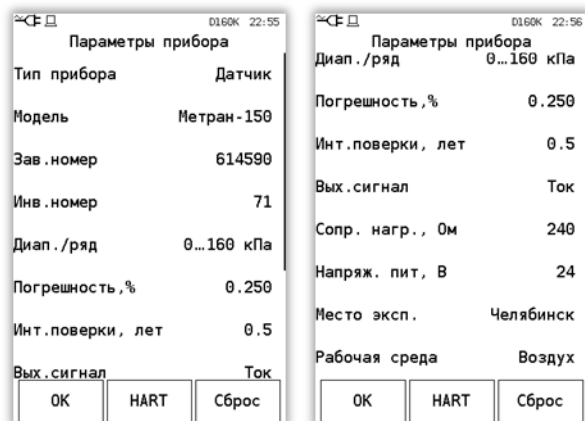 D160K 22:55
Параметры прибора
Тип прибора Датчик
Модель Метран-150
Зав.номер 614590
Инв.номер 71
Диап./ряд 0…160 кПа
Погрешность,% 0.250
Инт.поверки, лет 0.5
Вых.сигнал Ток
ОК HART Сброс
D160K 22:56
Параметры прибора
Диап./ряд 0…160 кПа
Погрешность,% 0.250
Инт.поверки, лет 0.5
Вых.сигнал Ток
Сопр. нагр., Ом 240
Напряж. пит, В 24
Место эксп. Челябинск
Рабочая среда Воздух
ОК HART Сброс